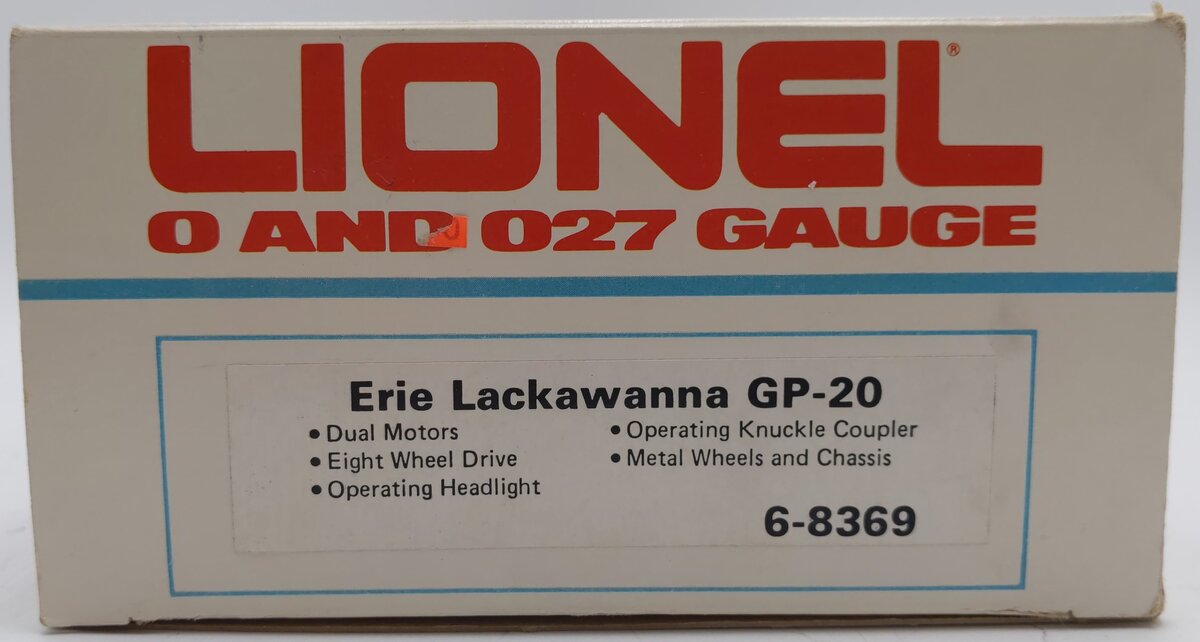 LIONEL®
O AND O27 GAUGE
Erie Lackawanna GP-20
• Dual Motors
• Eight Wheel Drive
• Operating Headlight
• Operating Knuckle Coupler
• Metal Wheels and Chassis
6-8369